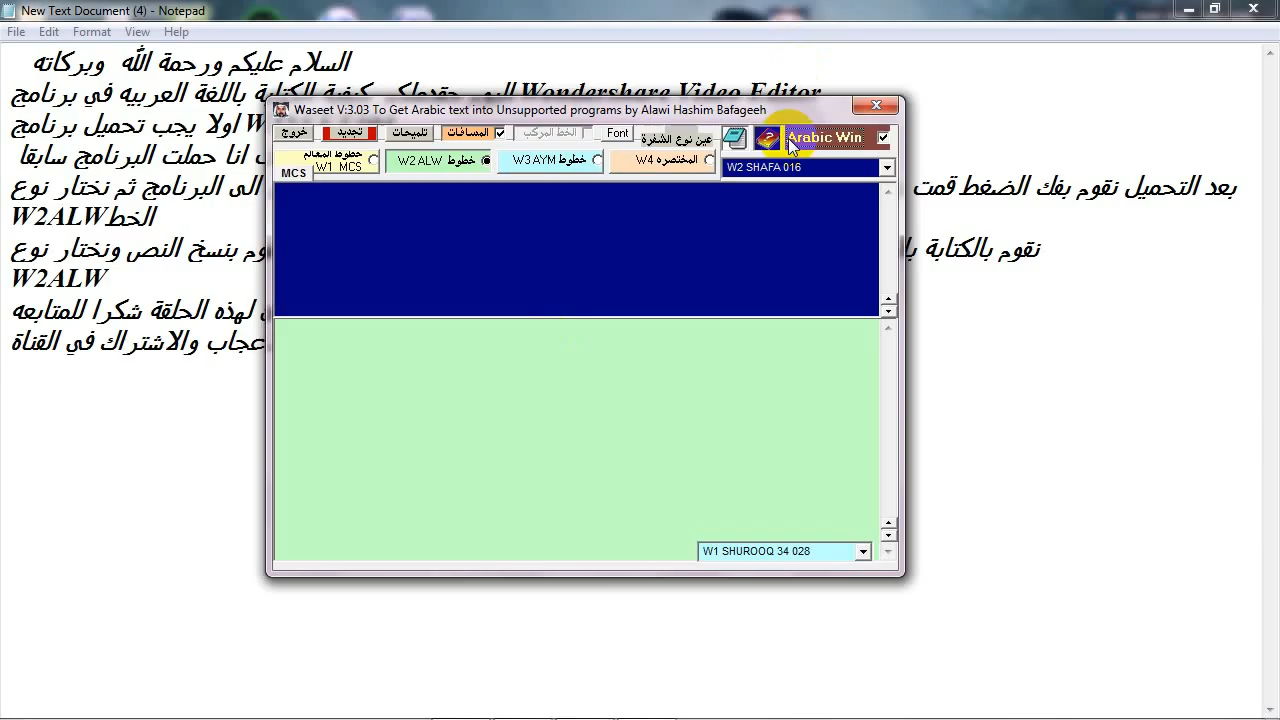 New Text Document (4) - Notepad
File Edit Format View Help
السلام عليكم ورحمة الله وبركاته
كيفية الكتابة باللغة العربيه في برنامج Wondershare Video Editor
اولا يجب تحميل برنامج W
انا حملت البرنامج سابقا
بعد التحميل نقوم بفك الضغط قمت الى البرنامج ثم نختار نوع
الخط W2ALW
نقوم بالكتابة بنسخ النص ونختار نوع
W2ALW
لهذه الحلقة شكرا للمتابعه
والاشتراك في القناة
Waseet V:3.03 To Get Arabic text into Unsupported programs by Alawi Hashim Bafageeh
خروج تجديد تلميحات المسافات الخط المركب Font عين نوع الشفرة Arabic Win
خطوط المعالم W1 MCS
W2 ALW خطوط
W3 AYM خطوط
W4 المختصره
W2 SHAFA 016
MCS
W1 SHUROOQ 34 028